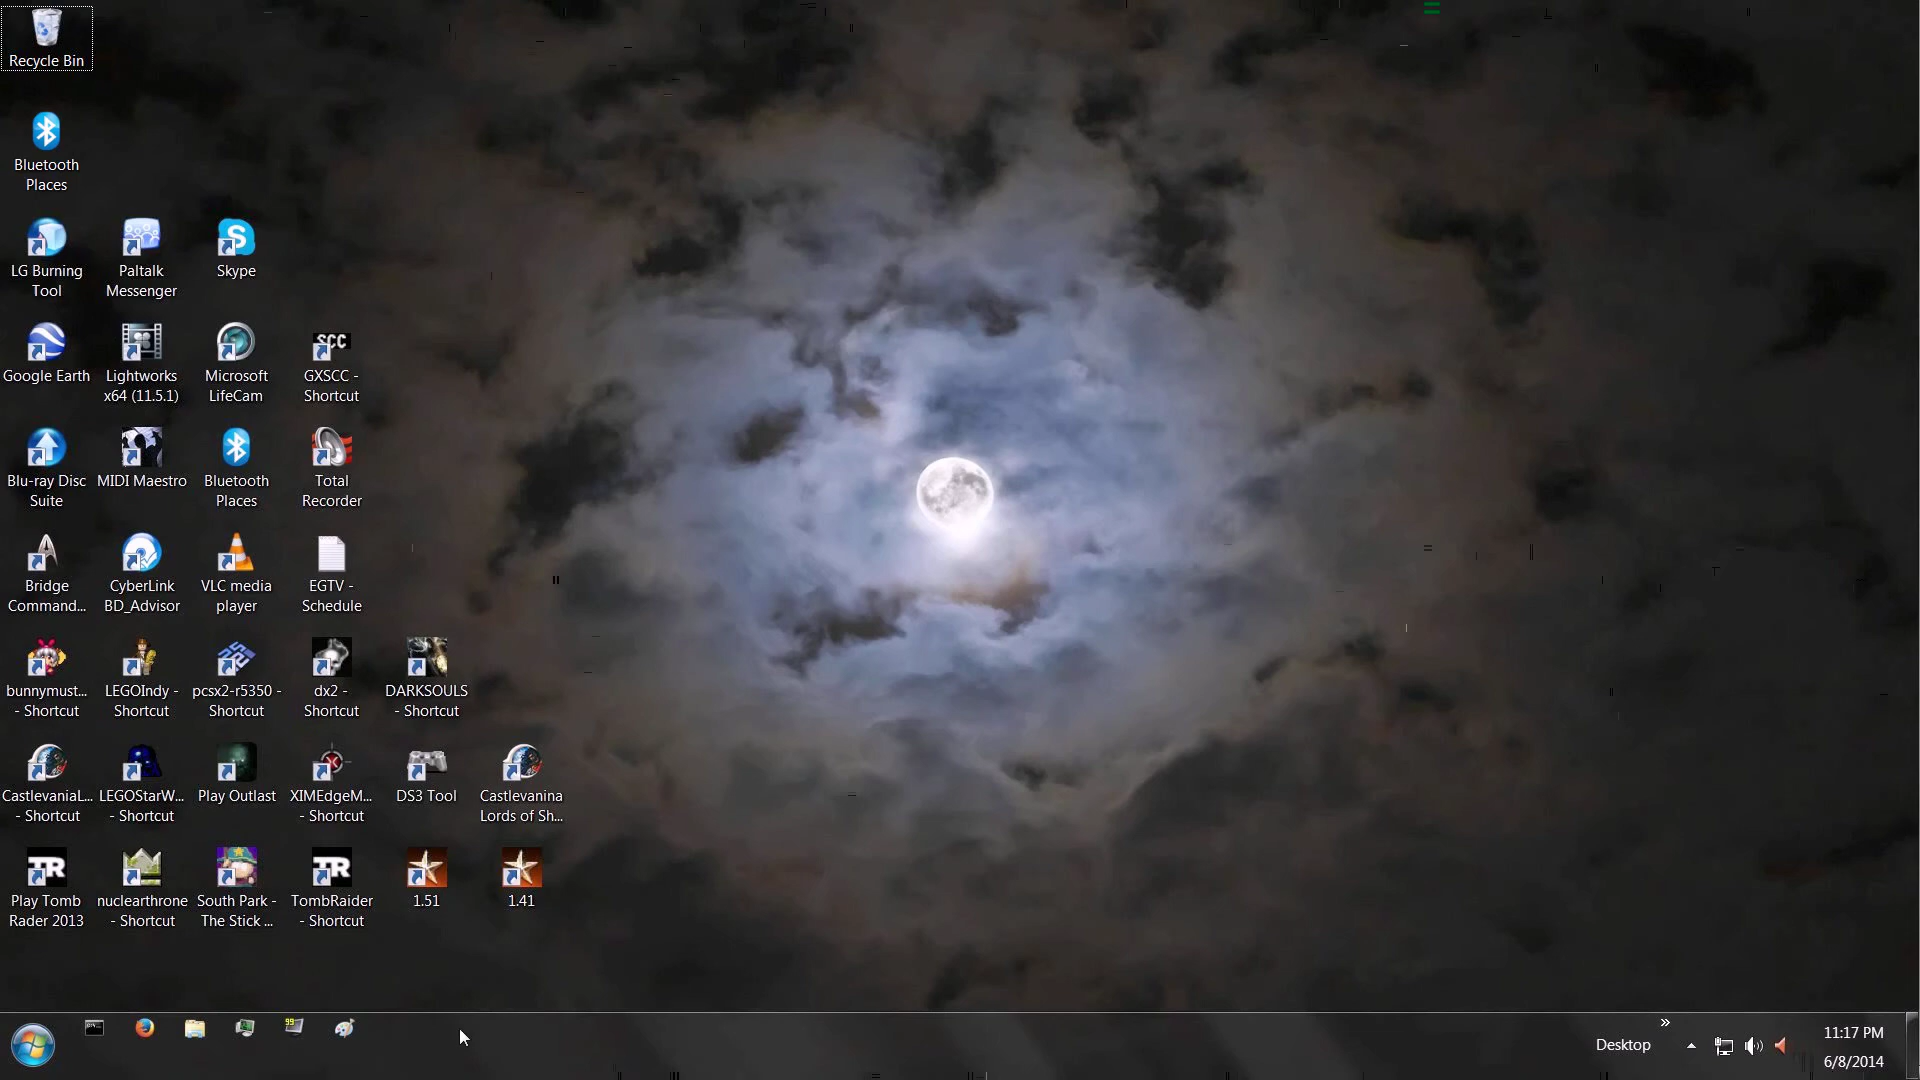 Recycle Bin
Bluetooth
Places
LG Burning
Tool
Paltalk
Messenger
Skype
Google Earth
Lightworks
x64 (11.5.1)
Microsoft
LifeCam
SCC
GXSCC -
Shortcut
Blu-ray Disc
Suite
MIDI Maestro
Bluetooth
Places
Total
Recorder
Bridge
Command...
CyberLink
BD_Advisor
VLC media
player
EGTV -
Schedule
bunnymust...
- Shortcut
LEGOIndy -
Shortcut
pcsx2-r5350 -
Shortcut
dx2 -
Shortcut
DARKSOULS
- Shortcut
CastlevaniaL...
- Shortcut
LEGOStarW...
- Shortcut
Play Outlast
XIMEdgeM...
- Shortcut
DS3 Tool
Castlevanina
Lords of Sh...
TR
Play Tomb
Rader 2013
nuclearthrone
- Shortcut
South Park -
The Stick ...
TR
TombRaider
- Shortcut
1.51
1.41
99
Desktop
»
11:17 PM
6/8/2014